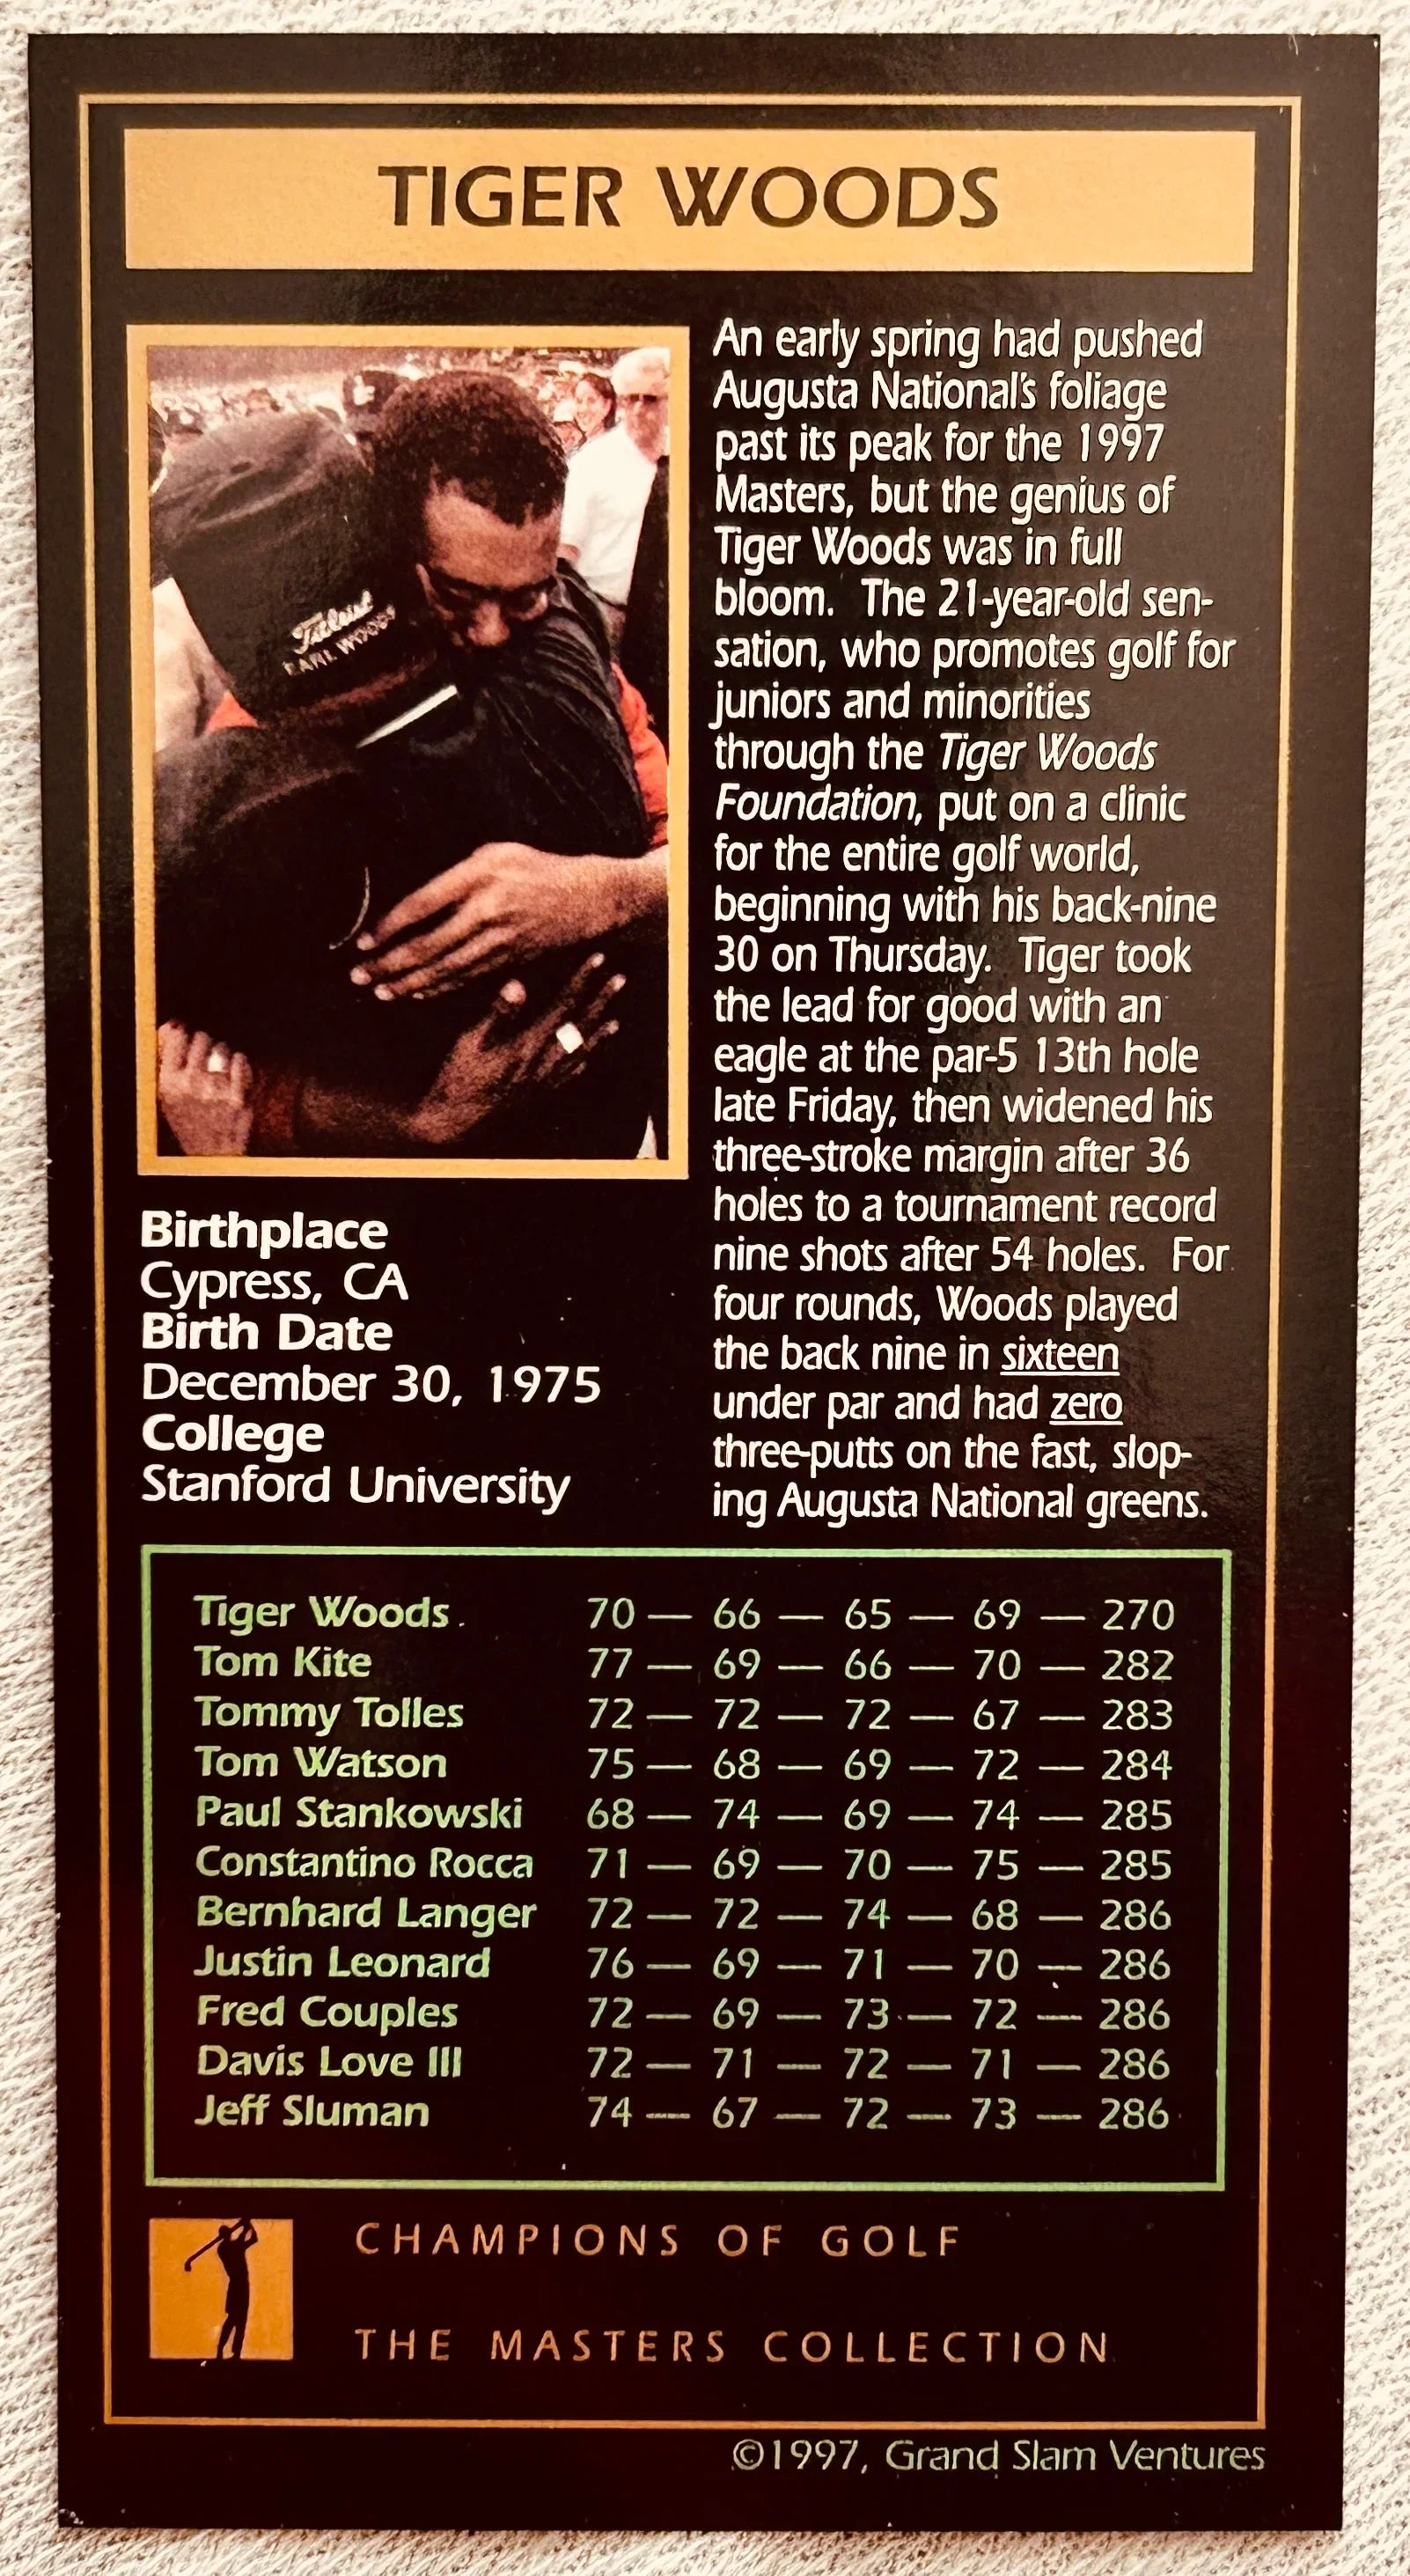 TIGER WOODS
An early spring had pushed
Augusta National's foliage
past its peak for the 1997
Masters, but the genius of
Tiger Woods was in full
bloom. The 21-year-old sen-
sation, who promotes golf for
juniors and minorities
through the Tiger Woods
Foundation, put on a clinic
for the entire golf world,
beginning with his back-nine
30 on Thursday. Tiger took
the lead for good with an
eagle at the par-5 13th hole
late Friday, then widened his
three-stroke margin after 36
holes to a tournament record
nine shots after 54 holes. For
four rounds, Woods played
the back nine in sixteen
under par and had zero
three-putts on the fast, slop-
ing Augusta National greens.
Titleist
EARL WOODS
Birthplace
Cypress, CA
Birth Date
December 30, 1975
College
Stanford University
Tiger Woods 70 — 66 — 65 — 69 — 270
Tom Kite 77 — 69 — 66 — 70 — 282
Tommy Tolles 72 — 72 — 72 — 67 — 283
Tom Watson 75 — 68 — 69 — 72 — 284
Paul Stankowski 68 — 74 — 69 — 74 — 285
Constantino Rocca 71 — 69 — 70 — 75 — 285
Bernhard Langer 72 — 72 — 74 — 68 — 286
Justin Leonard 76 — 69 — 71 — 70 — 286
Fred Couples 72 — 69 — 73 — 72 — 286
Davis Love III 72 — 71 — 72 — 71 — 286
Jeff Sluman 74 — 67 — 72 — 73 — 286
CHAMPIONS OF GOLF
THE MASTERS COLLECTION
©1997, Grand Slam Ventures